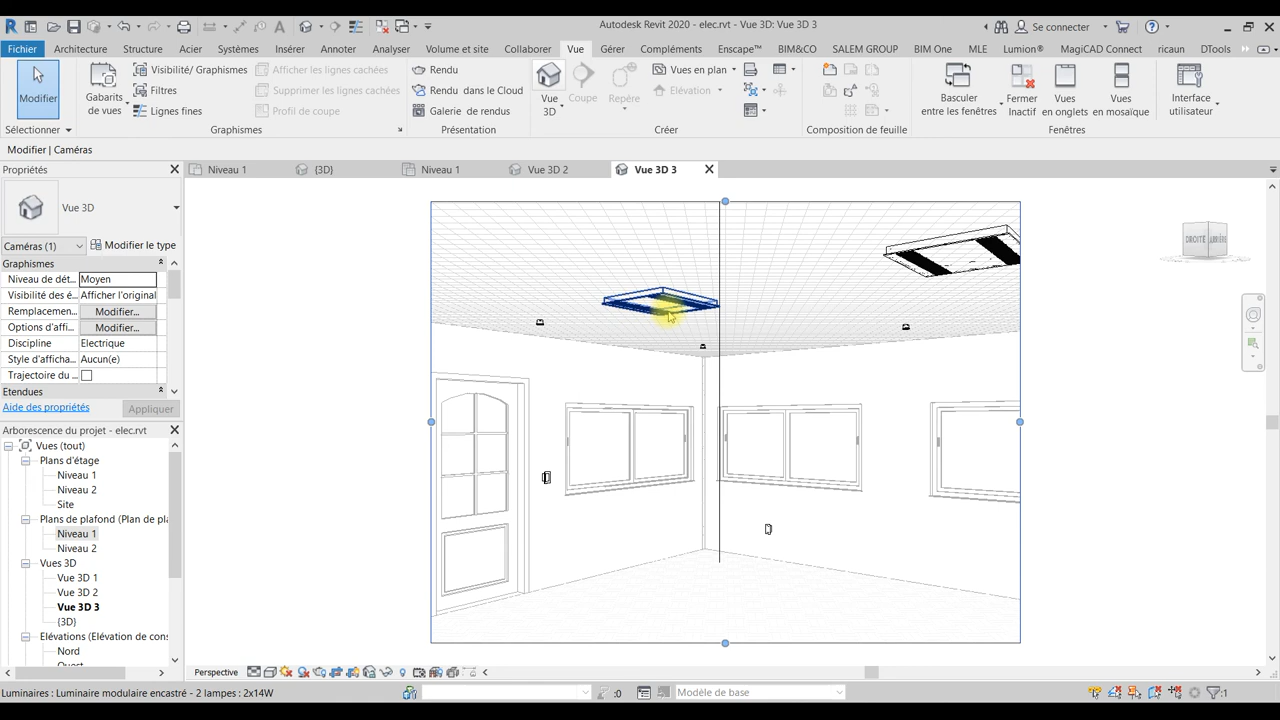 Autodesk Revit 2020 - elec.rvt - Vue 3D: Vue 3D 3
Se connecter
Fichier Architecture Structure Acier Systèmes Insérer Annoter Analyser Volume et site Collaborer Vue Gérer Compléments Enscape™ BIM&CO SALEM GROUP BIM One MLE Lumion® MagiCAD Connect ricaun DTools
Modifier
Gabarits
de vues
Visibilité/ Graphismes
Filtres
Lignes fines
Afficher les lignes cachées
Supprimer les lignes cachées
Profil de coupe
Rendu
Rendu dans le Cloud
Galerie de rendus
Vue
3D
Coupe
Repère
Vues en plan
Élévation
Basculer
entre les fenêtres
Fermer
Inactif
Vues
en onglets
Vues
en mosaïque
Interface
utilisateur
Sélectionner Graphismes Présentation Créer Composition de feuille Fenêtres
Modifier | Caméras
Propriétés
Niveau 1 {3D} Niveau 1 Vue 3D 2 Vue 3D 3
Vue 3D
Caméras (1) Modifier le type
Graphismes
Niveau de dét... Moyen
Visibilité des é... Afficher l'original
Remplacemen... Modifier...
Options d'affi... Modifier...
Discipline Electrique
Style d'afficha... Aucun(e)
Trajectoire du
Etendues
Aide des propriétés Appliquer
Arborescence du projet - elec.rvt
Vues (tout)
Plans d'étage
Niveau 1
Niveau 2
Site
Plans de plafond (Plan de pla
Niveau 1
Niveau 2
Vues 3D
Vue 3D 1
Vue 3D 2
Vue 3D 3
{3D}
Elévations (Elévation de cons
Nord
Ouest
DROITE
Perspective
Luminaires : Luminaire modulaire encastré - 2 lampes : 2x14W
:0
Modèle de base
:1